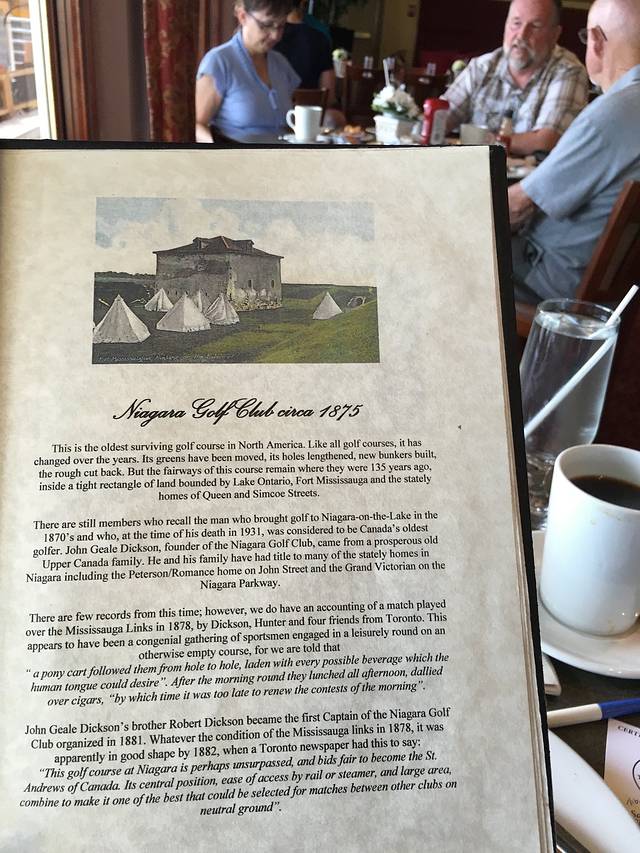 Fort Mississauga
Niagara Golf Club circa 1875
This is the oldest surviving golf course in North America. Like all golf courses, it has
changed over the years. Its greens have been moved, its holes lengthened, new bunkers built,
the rough cut back. But the fairways of this course remain where they were 135 years ago,
inside a tight rectangle of land bounded by Lake Ontario, Fort Mississauga and the stately
homes of Queen and Simcoe Streets.
There are still members who recall the man who brought golf to Niagara-on-the-Lake in the
1870's and who, at the time of his death in 1931, was considered to be Canada's oldest
golfer. John Geale Dickson, founder of the Niagara Golf Club, came from a prosperous old
Upper Canada family. He and his family have had title to many of the stately homes in
Niagara including the Peterson/Romance home on John Street and the Grand Victorian on the
Niagara Parkway.
There are few records from this time; however, we do have an accounting of a match played
over the Mississauga Links in 1878, by Dickson, Hunter and four friends from Toronto. This
appears to have been a congenial gathering of sportsmen engaged in a leisurely round on an
otherwise empty course, for we are told that
" a pony cart followed them from hole to hole, laden with every possible beverage which the
human tongue could desire". After the morning round they lunched all afternoon, dallied
over cigars, "by which time it was too late to renew the contests of the morning".
John Geale Dickson's brother Robert Dickson became the first Captain of the Niagara Golf
Club organized in 1881. Whatever the condition of the Mississauga links in 1878, it was
apparently in good shape by 1882, when a Toronto newspaper had this to say:
"This golf course at Niagara is perhaps unsurpassed, and bids fair to become the St.
Andrews of Canada. Its central position, ease of access by rail or steamer, and large area,
combine to make it one of the best that could be selected for matches between other clubs on
neutral ground".